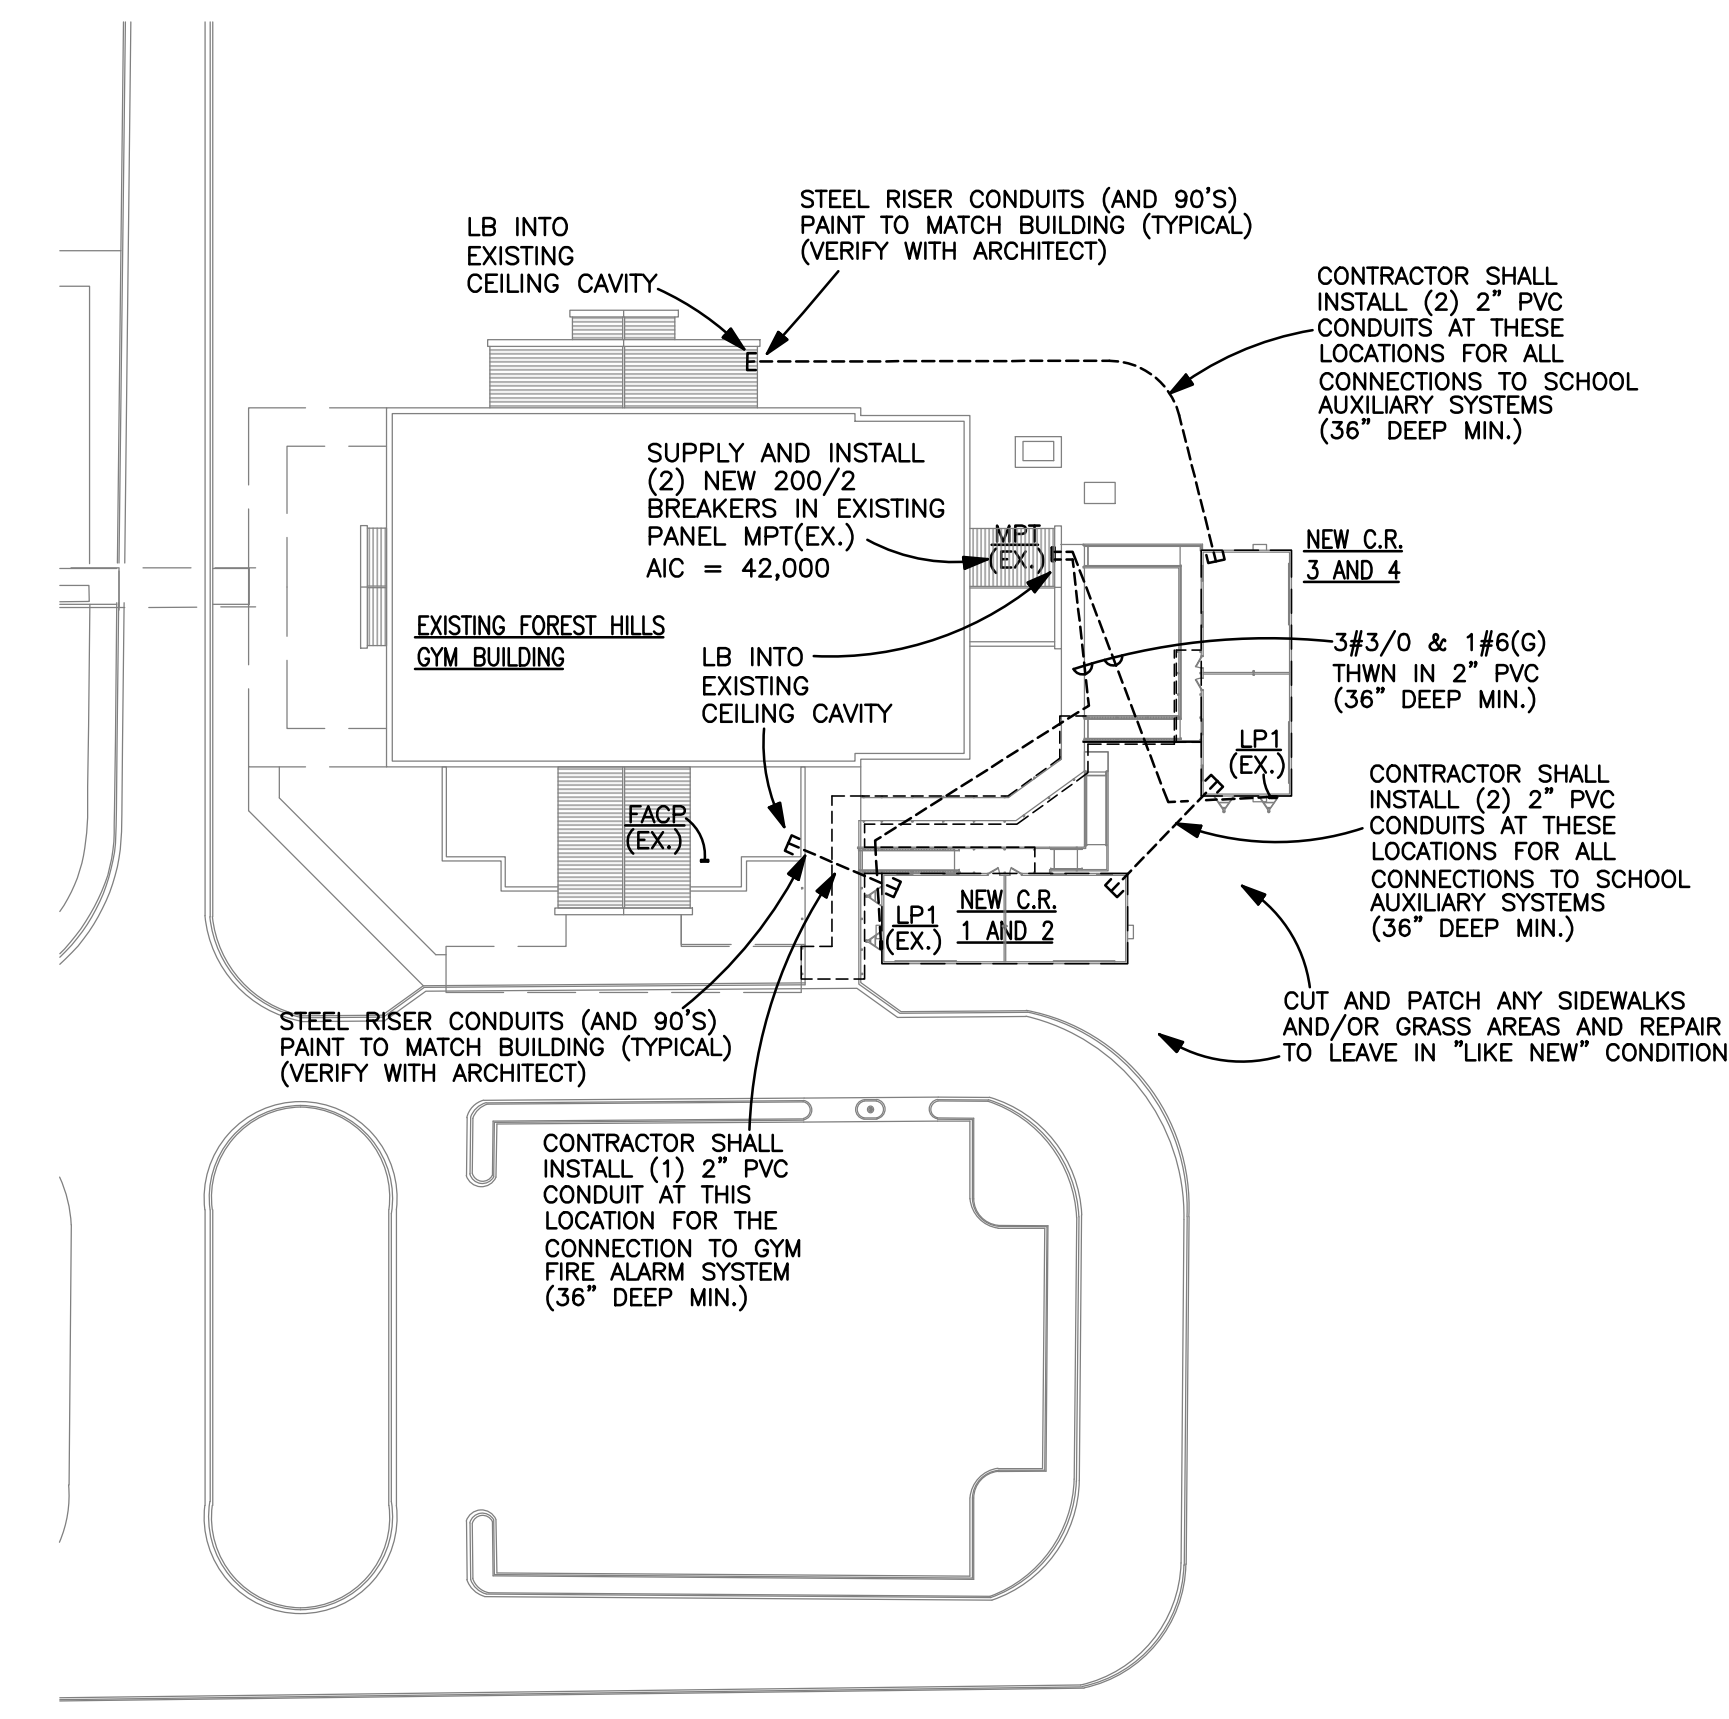 STEEL RISER CONDUITS (AND 90'S)
PAINT TO MATCH BUILDING (TYPICAL)
(VERIFY WITH ARCHITECT)
LB INTO
EXISTING
CEILING CAVITY
CONTRACTOR SHALL
INSTALL (2) 2" PVC
CONDUITS AT THESE
LOCATIONS FOR ALL
CONNECTIONS TO SCHOOL
AUXILIARY SYSTEMS
(36" DEEP MIN.)
E
SUPPLY AND INSTALL
(2) NEW 200/2
BREAKERS IN EXISTING
PANEL MPT(EX.)
AIC = 42,000
MPT
(EX.)
E
E
NEW C.R.
3 AND 4
EXISTING FOREST HILLS
GYM BUILDING
LB INTO
EXISTING
CEILING CAVITY
3#3/0 & 1#6(G)
THWN IN 2" PVC
(36" DEEP MIN.)
LP1
(EX.)
E
CONTRACTOR SHALL
INSTALL (2) 2" PVC
CONDUITS AT THESE
LOCATIONS FOR ALL
CONNECTIONS TO SCHOOL
AUXILIARY SYSTEMS
(36" DEEP MIN.)
FACP
(EX.)
E
E
E
LP1
(EX.)
NEW C.R.
1 AND 2
CUT AND PATCH ANY SIDEWALKS
AND/OR GRASS AREAS AND REPAIR
TO LEAVE IN "LIKE NEW" CONDITION
STEEL RISER CONDUITS (AND 90'S)
PAINT TO MATCH BUILDING (TYPICAL)
(VERIFY WITH ARCHITECT)
CONTRACTOR SHALL
INSTALL (1) 2" PVC
CONDUIT AT THIS
LOCATION FOR THE
CONNECTION TO GYM
FIRE ALARM SYSTEM
(36" DEEP MIN.)